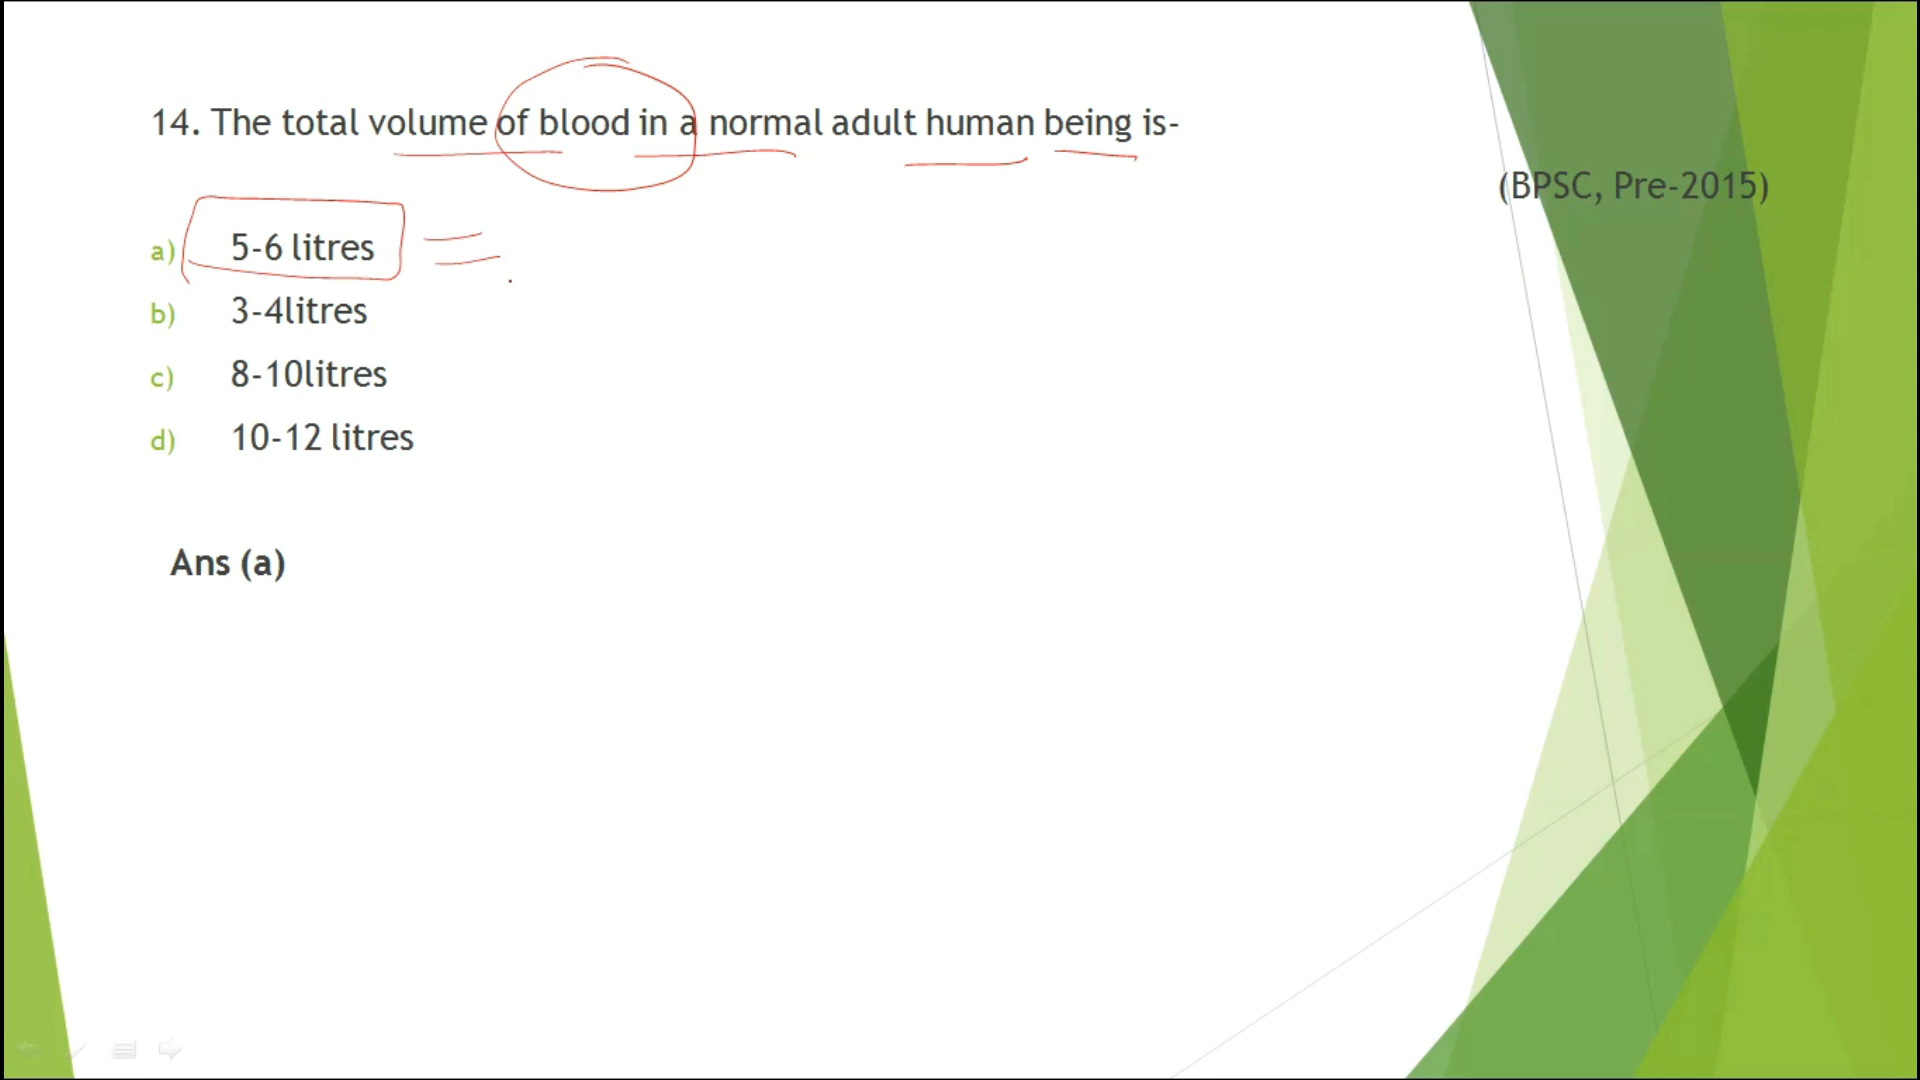 14. The total volume of blood in a normal adult human being is-
(BPSC, Pre-2015)
a) 5-6 litres
b) 3-4litres
c) 8-10litres
d) 10-12 litres
Ans (a)